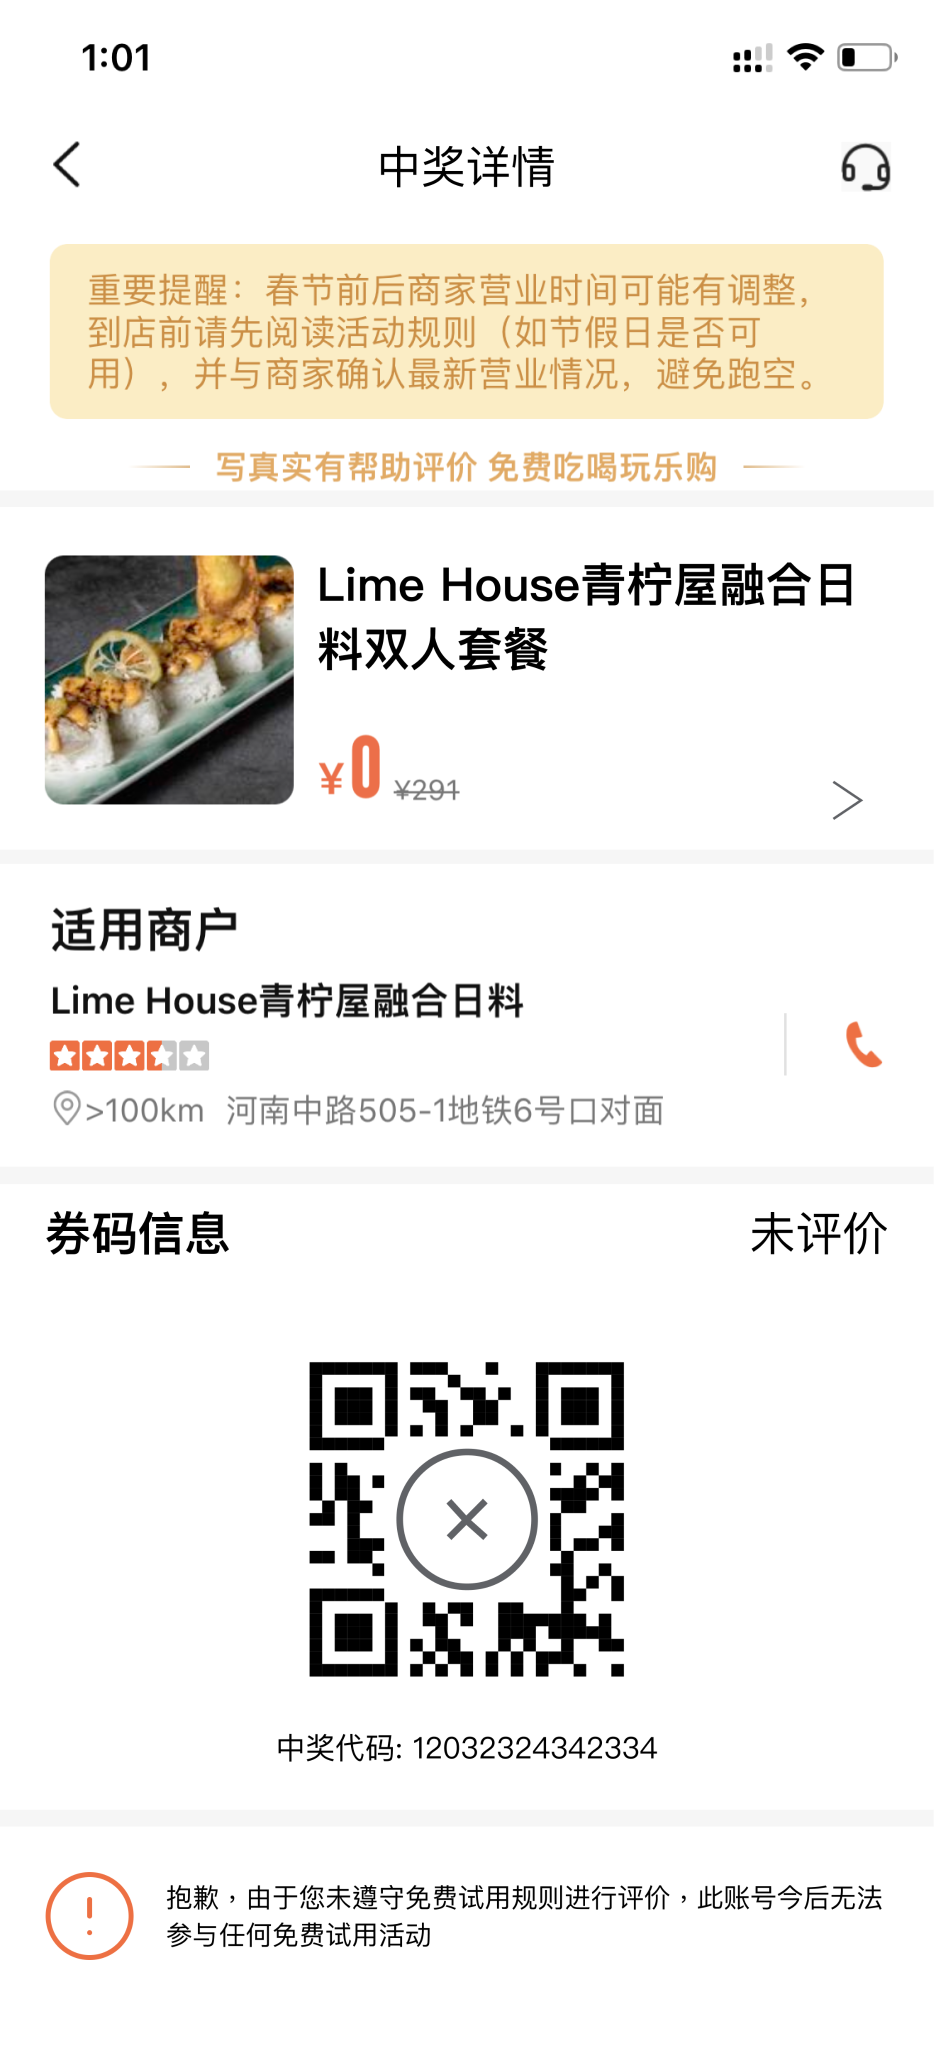 1:01
中奖详情
重要提醒：春节前后商家营业时间可能有调整，
到店前请先阅读活动规则（如节假日是否可
用），并与商家确认最新营业情况，避免跑空。
写真实有帮助评价 免费吃喝玩乐购
Lime House青柠屋融合日
料双人套餐
¥0 ¥291
适用商户
Lime House青柠屋融合日料
>100km 河南中路505-1地铁6号口对面
券码信息 未评价
中奖代码: 12032324342334
抱歉，由于您未遵守免费试用规则进行评价，此账号今后无法
参与任何免费试用活动